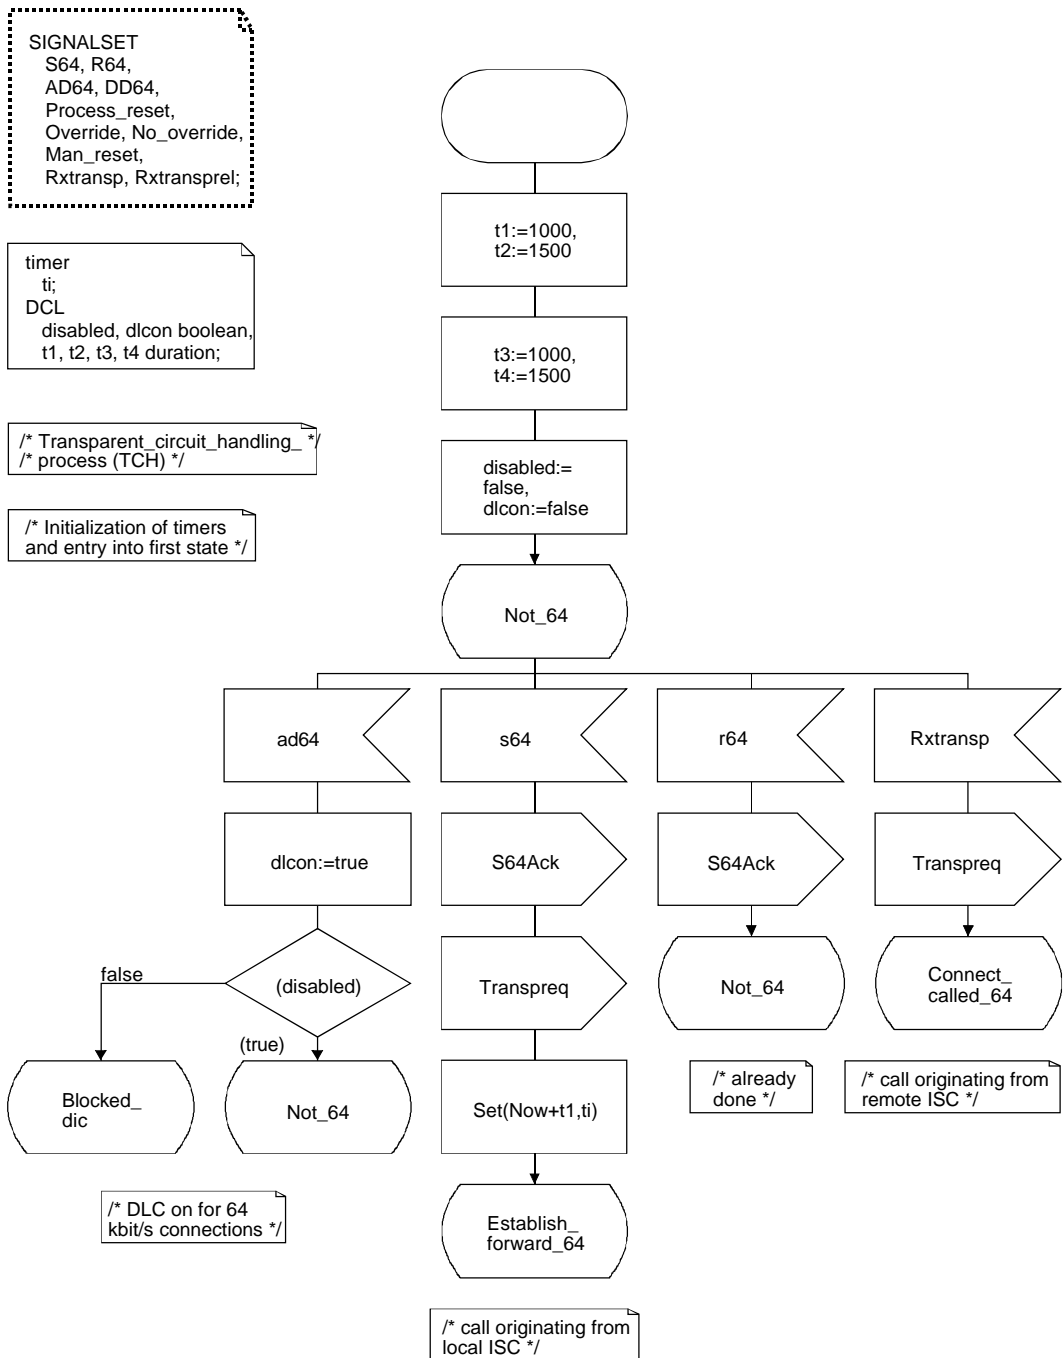 SIGNALSET
S64, R64,
AD64, DD64,
Process_reset,
Override, No_override,
Man_reset,
Rxtransp, Rxtransprel;
timer
ti;
DCL
disabled, dlcon boolean,
t1, t2, t3, t4 duration;
/* Transparent_circuit_handling_ */
/* process (TCH) */
/* Initialization of timers
and entry into first state */
t1:=1000,
t2:=1500
t3:=1000,
t4:=1500
disabled:=
false,
dlcon:=false
Not_64
ad64
s64
r64
Rxtransp
dlcon:=true
S64Ack
S64Ack
Transpreq
false
(disabled)
(true)
Transpreq
Not_64
Connect_
called_64
Blocked_
dic
Not_64
Set(Now+t1,ti)
/* already
done */
/* call originating from
remote ISC */
/* DLC on for 64
kbit/s connections */
Establish_
forward_64
/* call originating from
local ISC */